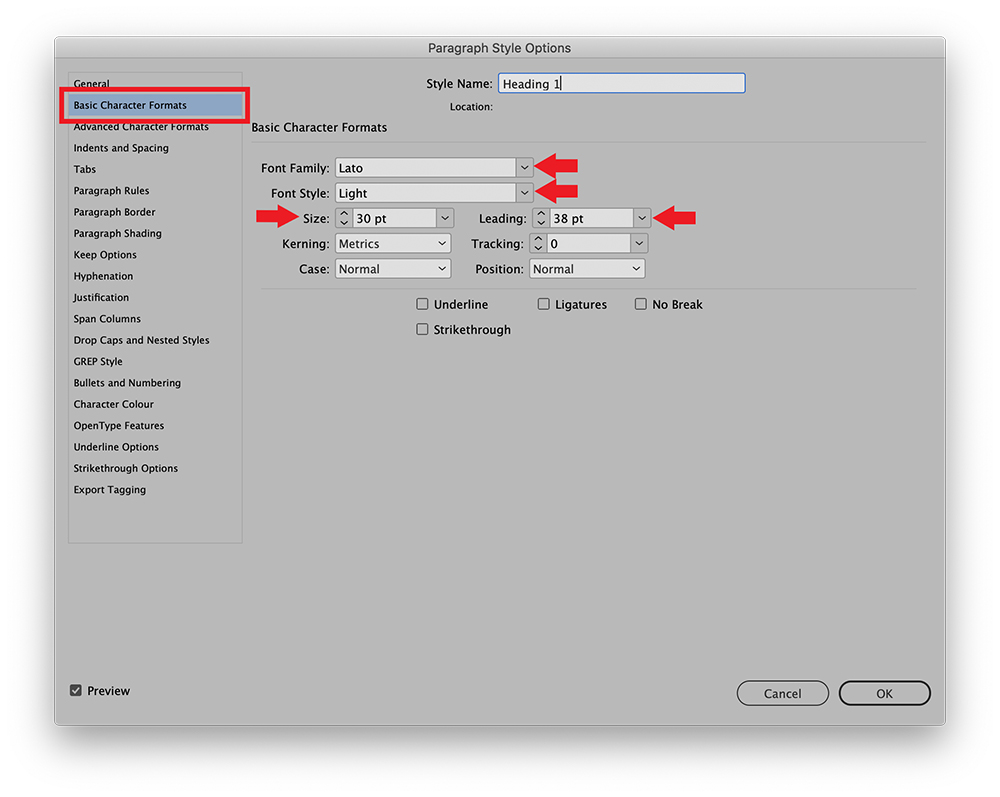 Paragraph Style Options
Style Name: Heading 1
Location:
General
Basic Character Formats
Advanced Character Formats
Indents and Spacing
Tabs
Paragraph Rules
Paragraph Border
Paragraph Shading
Keep Options
Hyphenation
Justification
Span Columns
Drop Caps and Nested Styles
GREP Style
Bullets and Numbering
Character Colour
OpenType Features
Underline Options
Strikethrough Options
Export Tagging
Basic Character Formats
Font Family: Lato
Font Style: Light
Size: 30 pt Leading: 38 pt
Kerning: Metrics Tracking: 0
Case: Normal Position: Normal
Underline Ligatures No Break
Strikethrough
Preview
Cancel OK